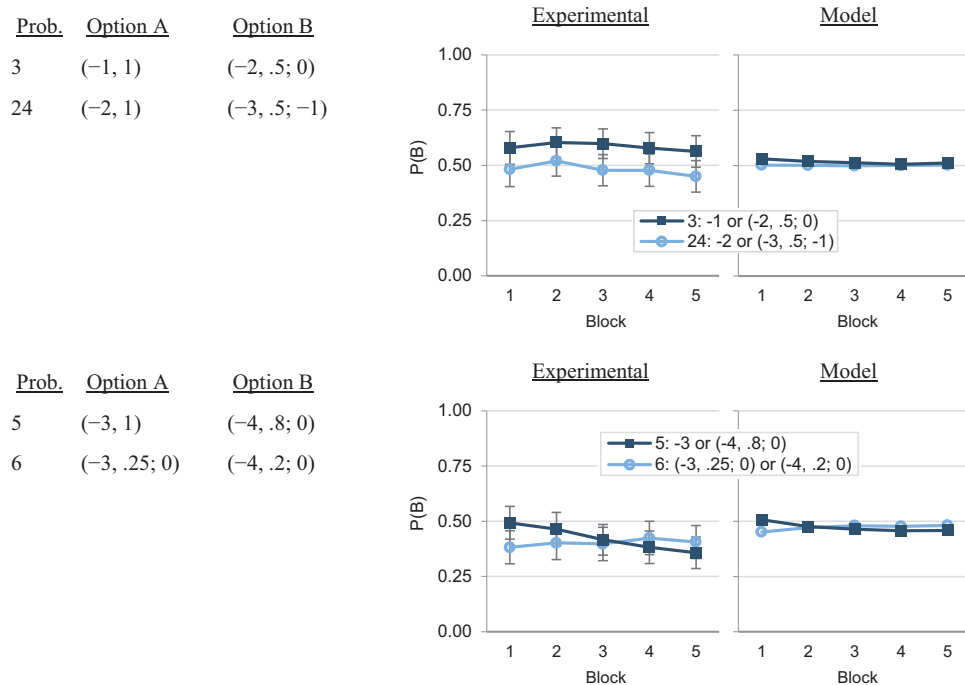 Prob. Option A Option B
3 (−1, 1) (−2, .5; 0)
24 (−2, 1) (−3, .5; −1)
Experimental Model
1.00
0.75
0.50
0.25
0.00
P(B)
3: -1 or (-2, .5; 0)
24: -2 or (-3, .5; -1)
1 2 3 4 5 1 2 3 4 5
Block Block
Prob. Option A Option B
5 (−3, 1) (−4, .8; 0)
6 (−3, .25; 0) (−4, .2; 0)
Experimental Model
1.00
0.75
0.50
0.25
0.00
P(B)
5: -3 or (-4, .8; 0)
6: (-3, .25; 0) or (-4, .2; 0)
1 2 3 4 5 1 2 3 4 5
Block Block